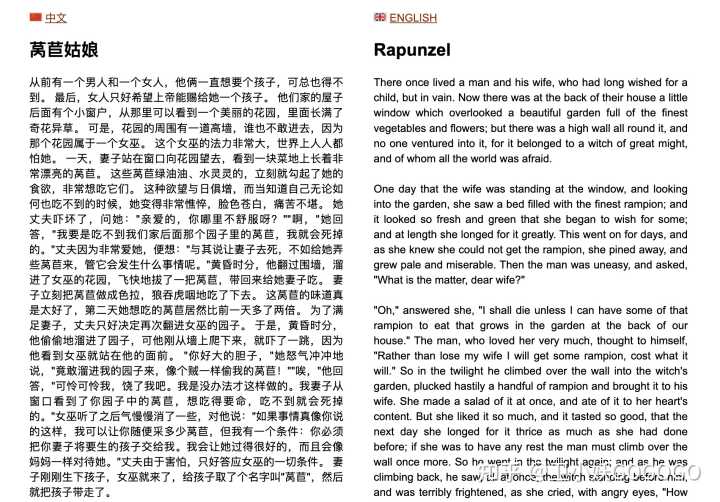 中文
莴苣姑娘
从前有一个男人和一个女人，他俩一直想要个孩子，可总也得不
到。 最后，女人只好希望上帝能赐给她一个孩子。 他们家的屋子
后面有个小窗户，从那里可以看到一个美丽的花园，里面长满了
奇花异草。 可是，花园的周围有一道高墙，谁也不敢进去，因为
那个花园属于一个女巫。 这个女巫的法力非常大，世界上人人都
怕她。 一天，妻子站在窗口向花园望去，看到一块菜地上长着非
常漂亮的莴苣。 这些莴苣绿油油、水灵灵的，立刻就勾起了她的
食欲，非常想吃它们。 这种欲望与日俱增，而当知道自己无论如
何也吃不到的时候，她变得非常憔悴，脸色苍白，痛苦不堪。 她
丈夫吓坏了，问她："亲爱的，你哪里不舒服呀？""啊，"她回
答，"我要是吃不到我们家后面那个园子里的莴苣，我就会死掉
的。"丈夫因为非常爱她，便想："与其说让妻子去死，不如给她弄
些莴苣来，管它会发生什么事情呢。"黄昏时分，他翻过围墙，溜
进了女巫的花园，飞快地拔了一把莴苣，带回来给她妻子吃。 妻
子立刻把莴苣做成色拉，狼吞虎咽地吃了下去。 这莴苣的味道真
是太好了，第二天她想吃的莴苣居然比前一天多了两倍。 为了满
足妻子，丈夫只好决定再次翻进女巫的园子。 于是，黄昏时分，
他偷偷地溜进了园子，可他刚从墙上爬下来，就吓了一跳，因为
他看到女巫就站在他的面前。 "你好大的胆子，"她怒气冲冲地
说，"竟敢溜进我的园子来，像个贼一样偷我的莴苣！""唉，"他回
答，"可怜可怜我，饶了我吧。我是没办法才这样做的。我妻子从
窗口看到了你园子中的莴苣，想吃得要命，吃不到就会死掉
的。"女巫听了之后气慢慢消了一些，对他说："如果事情真像你说
的这样，我可以让你随便采多少莴苣，但我有一个条件：你必须
把你妻子将要生的孩子交给我。我会让她过得很好的，而且会像
妈妈一样对待她。"丈夫由于害怕，只好答应女巫的一切条件。 妻
子刚刚生下孩子，女巫就来了，给孩子取了个名字叫"莴苣"，然后
就把孩子带走了。
ENGLISH
Rapunzel
There once lived a man and his wife, who had long wished for a
child, but in vain. Now there was at the back of their house a little
window which overlooked a beautiful garden full of the finest
vegetables and flowers; but there was a high wall all round it, and
no one ventured into it, for it belonged to a witch of great might,
and of whom all the world was afraid.
One day that the wife was standing at the window, and looking
into the garden, she saw a bed filled with the finest rampion; and
it looked so fresh and green that she began to wish for some;
and at length she longed for it greatly. This went on for days, and
as she knew she could not get the rampion, she pined away, and
grew pale and miserable. Then the man was uneasy, and asked,
"What is the matter, dear wife?"
"Oh," answered she, "I shall die unless I can have some of that
rampion to eat that grows in the garden at the back of our
house." The man, who loved her very much, thought to himself,
"Rather than lose my wife I will get some rampion, cost what it
will." So in the twilight he climbed over the wall into the witch's
garden, plucked hastily a handful of rampion and brought it to his
wife. She made a salad of it at once, and ate of it to her heart's
content. But she liked it so much, and it tasted so good, that the
next day she longed for it thrice as much as she had done
before; if she was to have any rest the man must climb over the
wall once more. So he went in the twilight again; and as he was
climbing back, he saw, all at once, the witch standing before him,
and was terribly frightened, as she cried, with angry eyes, "How